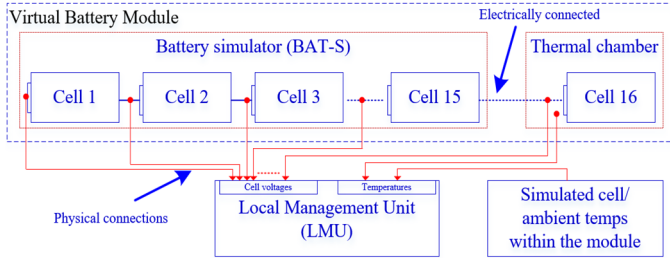 Virtual Battery Module
Electrically connected
Battery simulator (BAT-S)
Thermal chamber
Cell 1
Cell 2
Cell 3
Cell 15
Cell 16
Cell voltages
Temperatures
Physical connections
Local Management Unit
(LMU)
Simulated cell/
ambient temps
within the module